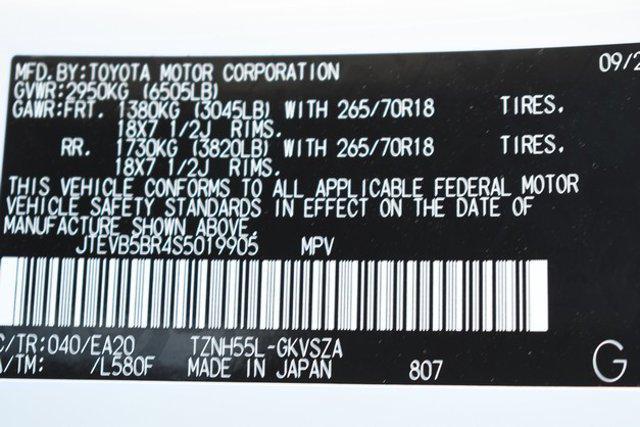 MFD.BY:TOYOTA MOTOR CORPORATION 09/2
GVWR:2950KG (6505LB)
GAWR:FRT. 1380KG (3045LB) WITH 265/70R18 TIRES.
18X7 1/2J RIMS.
RR. 1730KG (3820LB) WITH 265/70R18 TIRES.
18X7 1/2J RIMS.
THIS VEHICLE CONFORMS TO ALL APPLICABLE FEDERAL MOTOR
VEHICLE SAFETY STANDARDS IN EFFECT ON THE DATE OF
MANUFACTURE SHOWN ABOVE.
JTEVB5BR4S5019905 MPV
C/TR:040/EA20 TZNH55L-GKVSZA
A/TM: /L580F MADE IN JAPAN 807 G